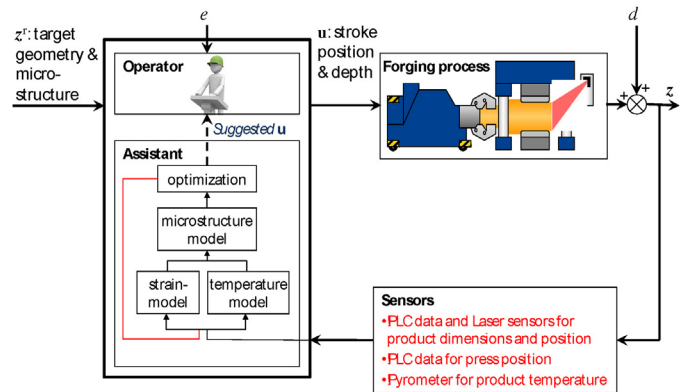 zʳ: target
geometry &
micro-
structure
e
Operator
Suggested u
Assistant
optimization
microstructure
model
strain-
model
temperature
model
u: stroke
position
& depth
Forging process
d
+
+
z
Sensors
•PLC data and Laser sensors for
product dimensions and position
•PLC data for press position
•Pyrometer for product temperature